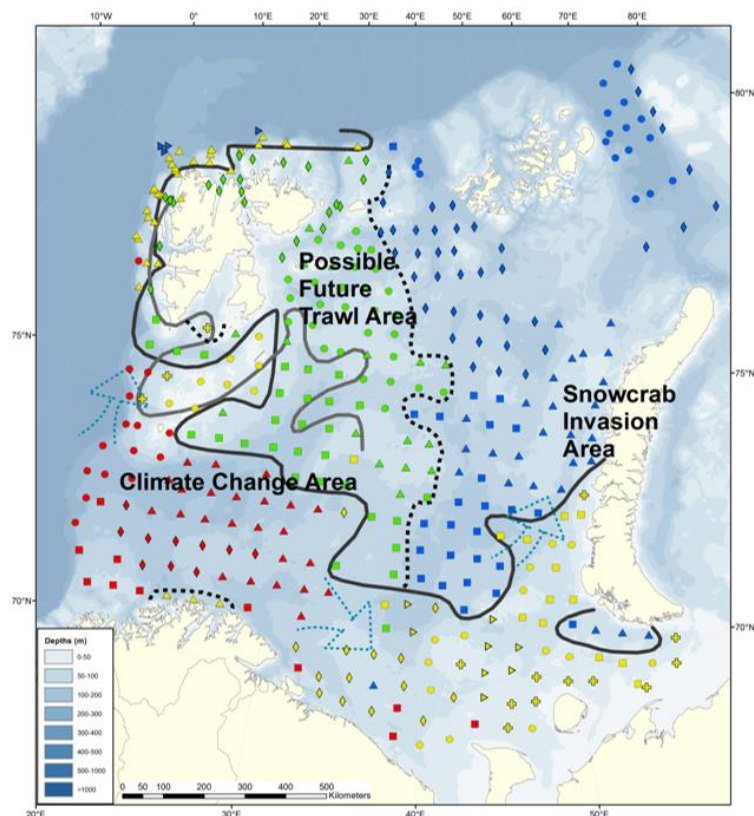 10°W 0° 10°E 20°E 30°E 40°E 50°E 60°E 70°E 80°E
80°N 80°N
Possible
Future
Trawl Area
75°N 75°N
Snowcrab
Invasion
Area
Climate Change Area
70°N 70°N
Depths (m)
0-50
50-100
100-200
200-300
300-400
400-500
500-1000
>1000
0 50 100 200 300 400 500
Kilometers
20°E 30°E 40°E 50°E